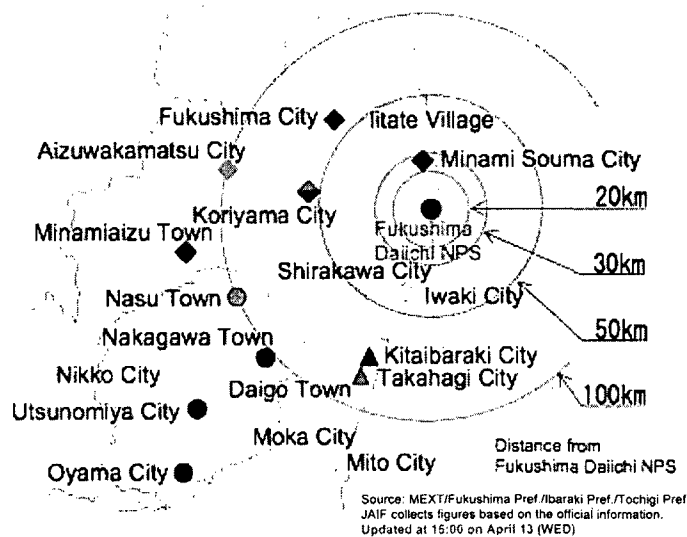 Fukushima City
Iitate Village
Aizuwakamatsu City
Minami Souma City
20km
Koriyama City
Minamiaizu Town
Fukushima
Daiichi NPS
30km
Shirakawa City
Nasu Town
Iwaki City
50km
Nakagawa Town
Kitaibaraki City
Nikko City
Daigo Town
Takahagi City
100km
Utsunomiya City
Moka City
Mito City
Distance from
Fukushima Daiichi NPS
Oyama City
Source: MEXT/Fukushima Pref./Ibaraki Pref./Tochigi Pref
JAIF collects figures based on the official information.
Updated at 16:00 on April 13 (WED)